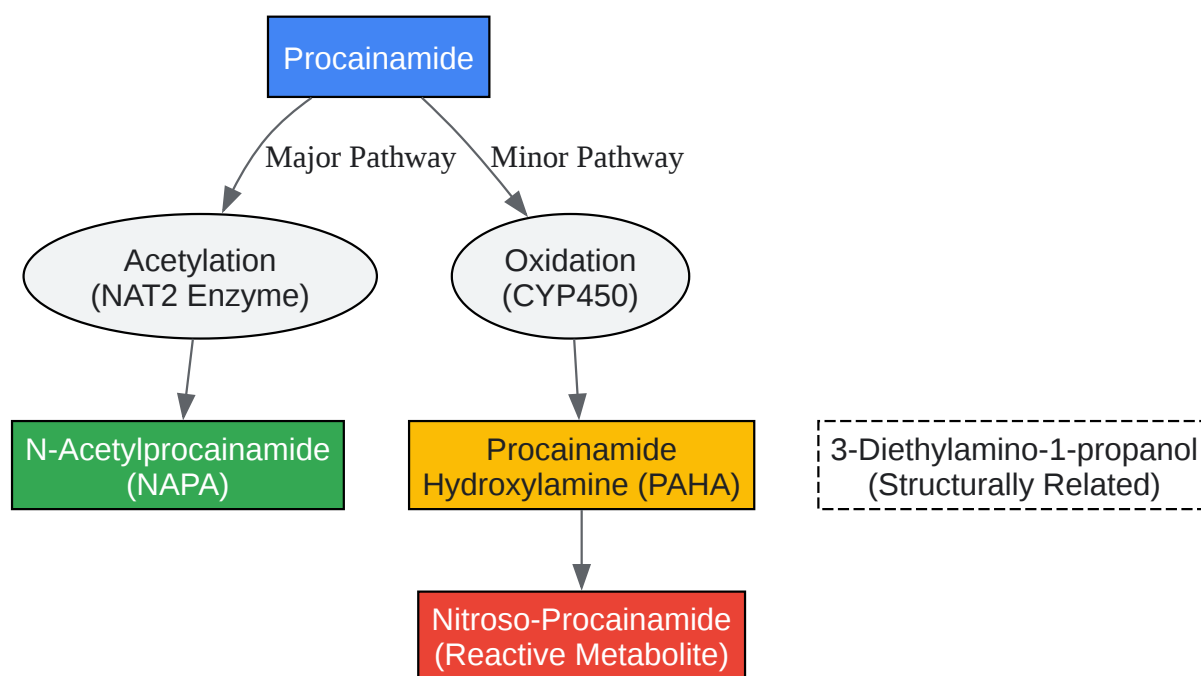 Procainamide
Major Pathway
Minor Pathway
Acetylation
(NAT2 Enzyme)
Oxidation
(CYP450)
N-Acetylprocainamide
(NAPA)
Procainamide
Hydroxylamine (PAHA)
3-Diethylamino-1-propanol
(Structurally Related)
Nitroso-Procainamide
(Reactive Metabolite)